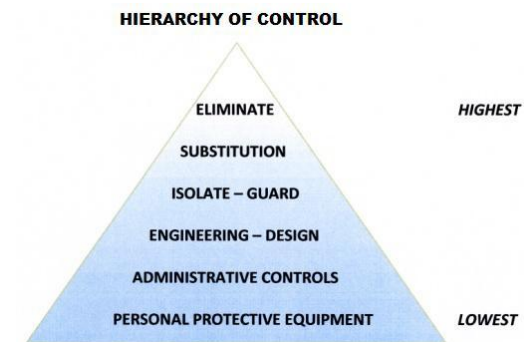 HIERARCHY OF CONTROL
ELIMINATE HIGHEST
SUBSTITUTION
ISOLATE – GUARD
ENGINEERING – DESIGN
ADMINISTRATIVE CONTROLS
PERSONAL PROTECTIVE EQUIPMENT LOWEST